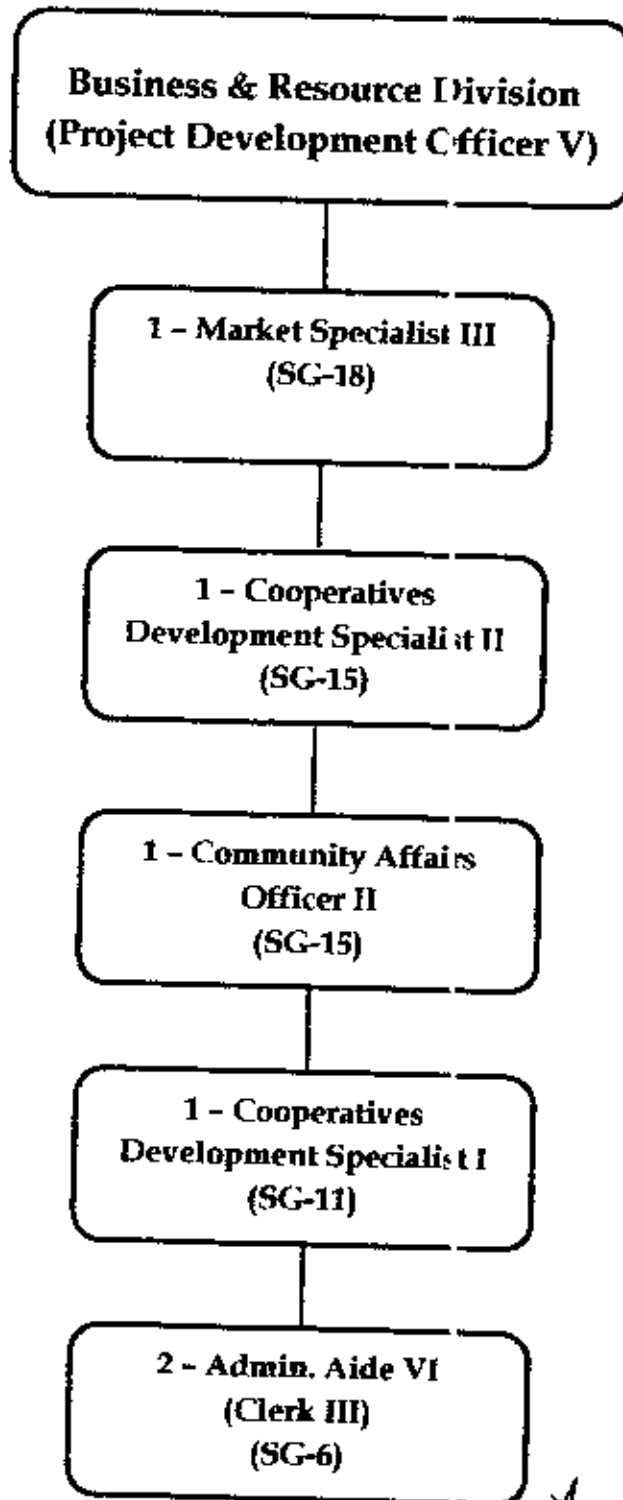 Business & Resource Division
(Project Development Officer V)
1 – Market Specialist III
(SG-18)
1 – Cooperatives
Development Specialist II
(SG-15)
1 – Community Affairs
Officer II
(SG-15)
1 – Cooperatives
Development Specialist I
(SG-11)
2 – Admin. Aide VI
(Clerk III)
(SG-6)